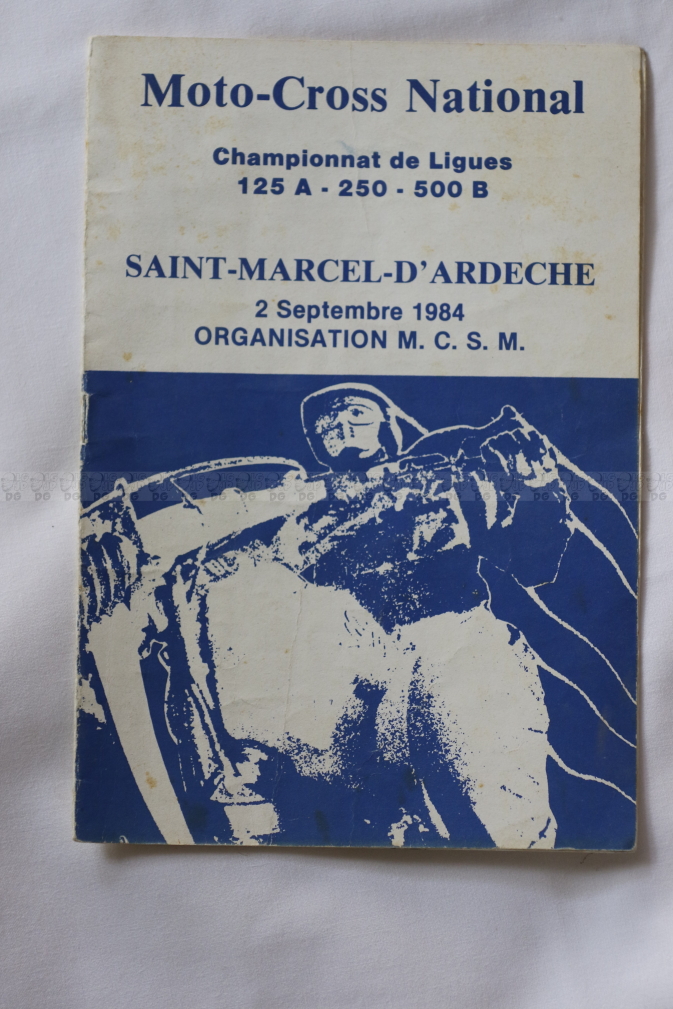 Moto-Cross National
Championnat de Ligues
125 A - 250 - 500 B
SAINT-MARCEL-D'ARDECHE
2 Septembre 1984
ORGANISATION M. C. S. M.